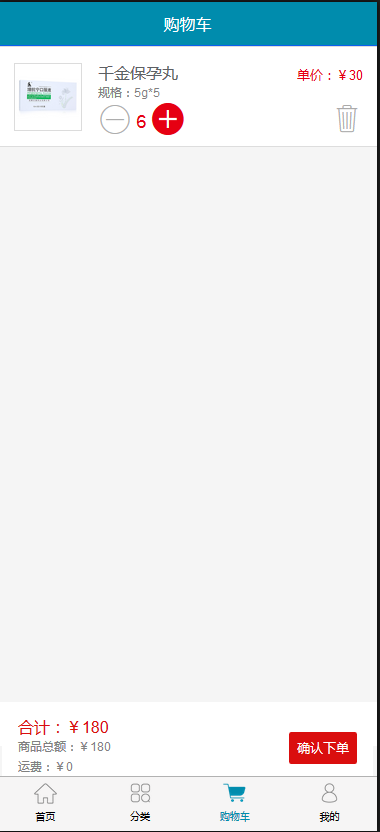 购物车
千金保孕丸
单价：￥30
规格：5g*5
6
合计：￥180
商品总额：￥180
确认下单
运费：￥0
首页
分类
购物车
我的